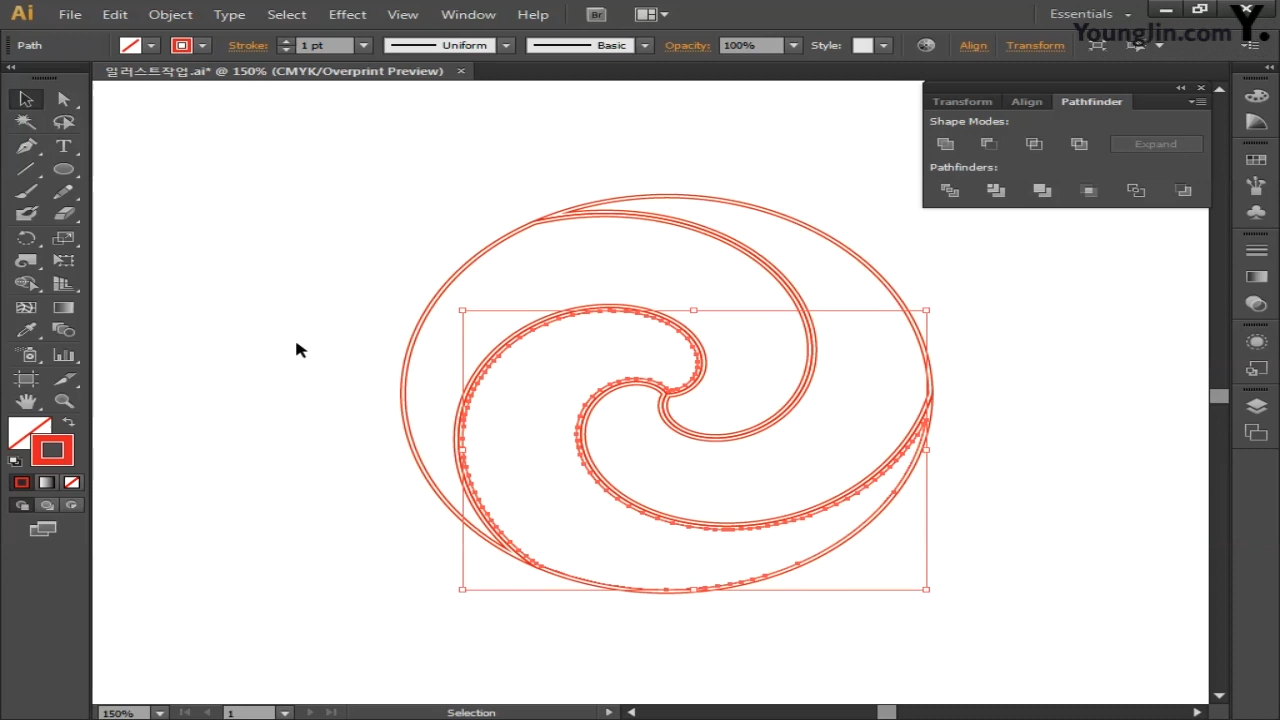 Ai File Edit Object Type Select Effect View Window Help Br Essentials
YoungJin.com Y.
Path Stroke: 1 pt Uniform Basic Opacity: 100% Style: Align Transform
일러스트작업.ai* @ 150% (CMYK/Overprint Preview) ×
Transform Align Pathfinder
Shape Modes:
Expand
Pathfinders:
150% 1 Selection